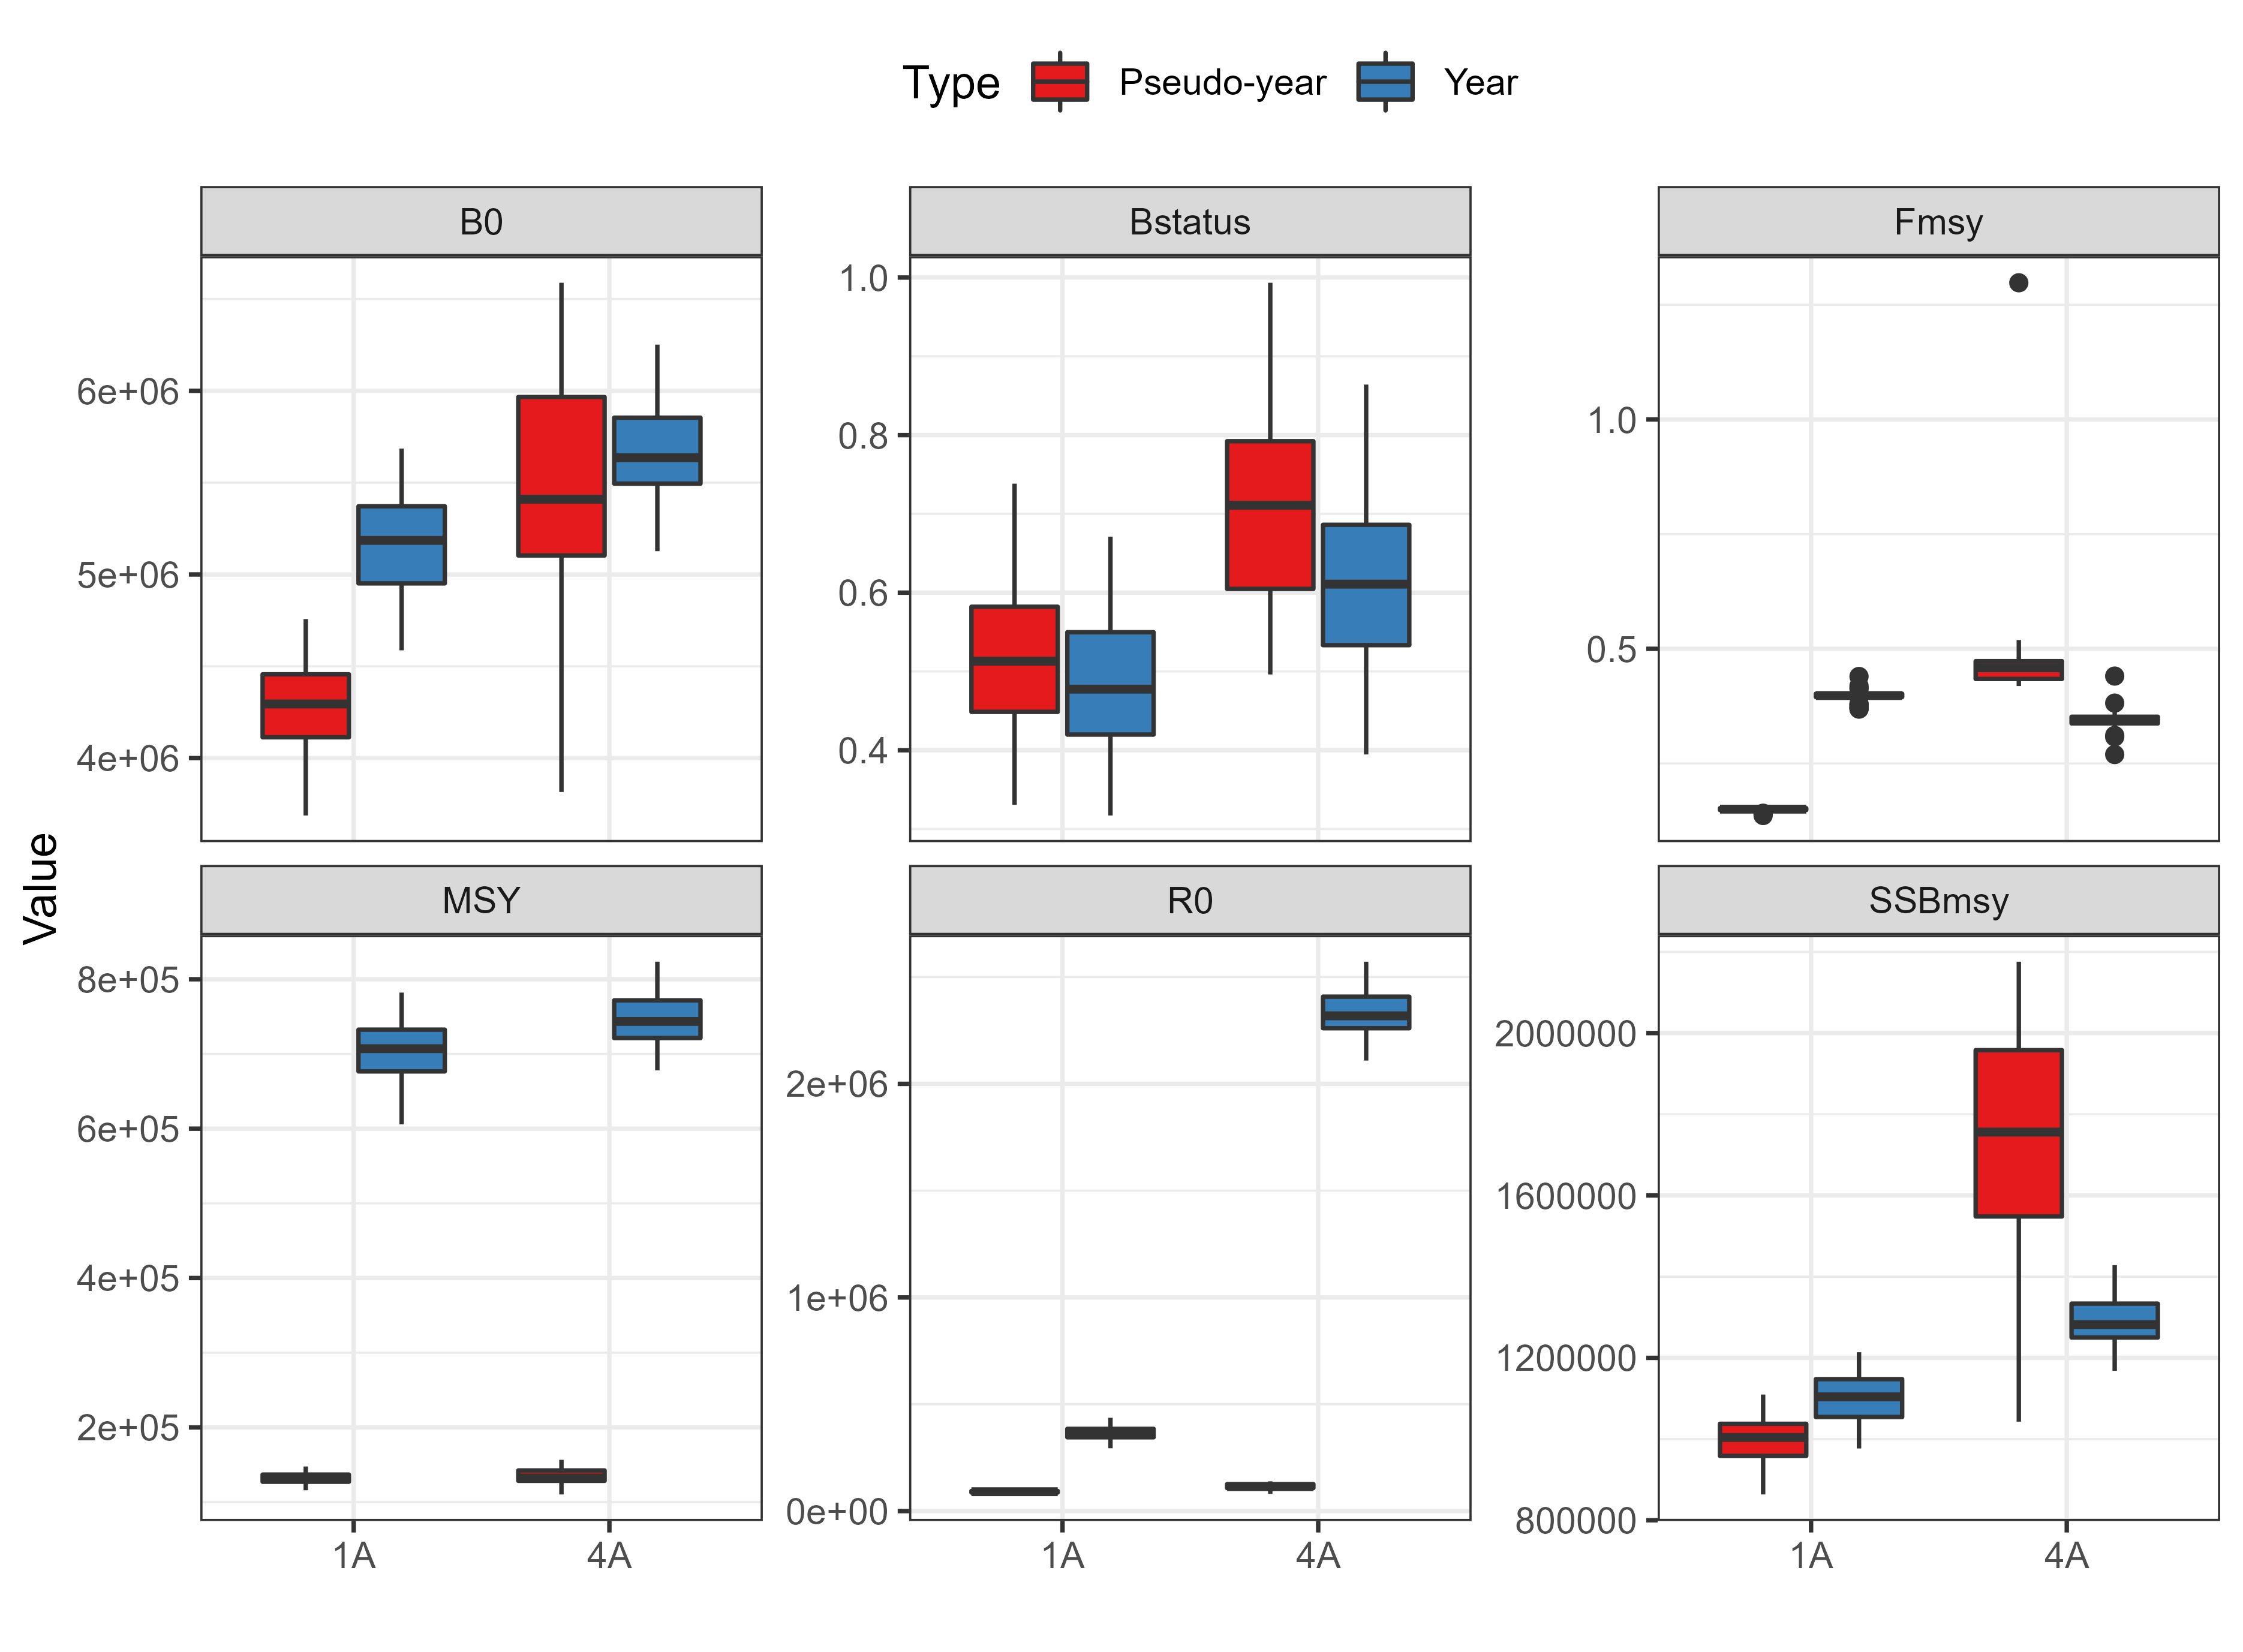 Type Pseudo-year Year
B0 Bstatus Fmsy
6e+06
5e+06
4e+06
1.0
0.8
0.6
0.4
1.0
0.5
Value
MSY R0 SSBmsy
8e+05
6e+05
4e+05
2e+05
2e+06
1e+06
0e+00
2000000
1600000
1200000
800000
1A 4A 1A 4A 1A 4A